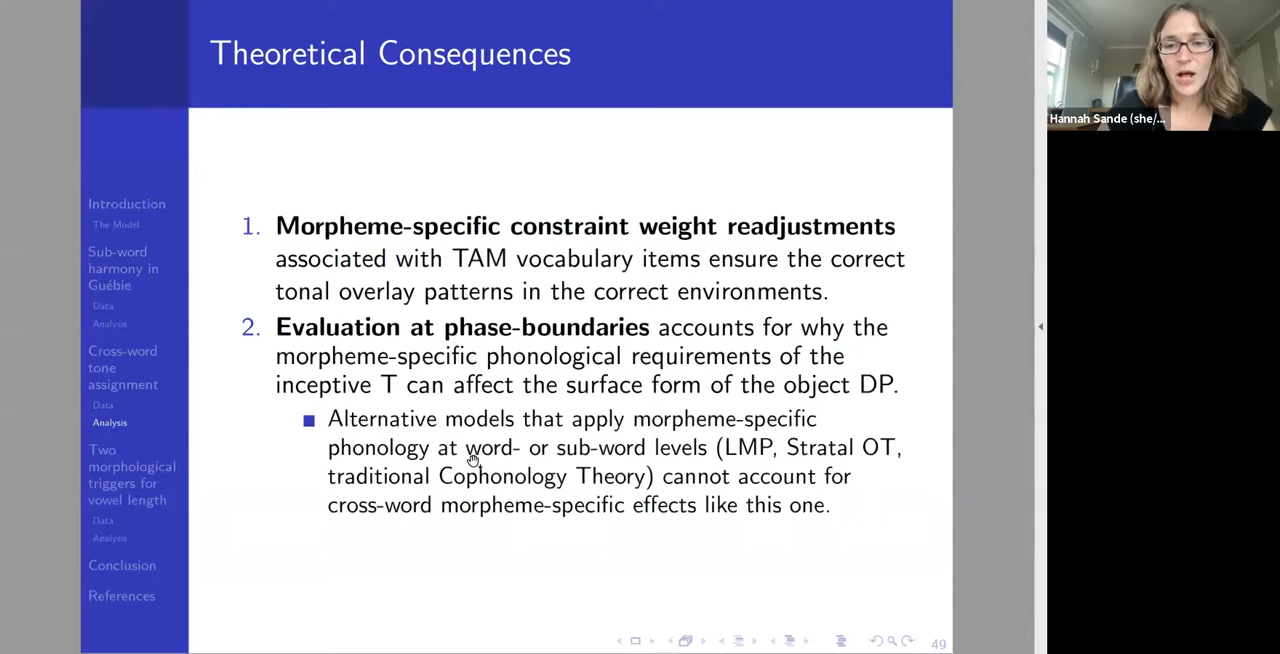 Theoretical Consequences
Introduction
The Model
Sub-word
harmony in
Guébie
Data
Analysis
Cross-word
tone
assignment
Data
Analysis
Two
morphological
triggers for
vowel length
Data
Analysis
Conclusion
References
1. Morpheme-specific constraint weight readjustments
associated with TAM vocabulary items ensure the correct
tonal overlay patterns in the correct environments.
2. Evaluation at phase-boundaries accounts for why the
morpheme-specific phonological requirements of the
inceptive T can affect the surface form of the object DP.
Alternative models that apply morpheme-specific
phonology at word- or sub-word levels (LMP, Stratal OT,
traditional Cophonology Theory) cannot account for
cross-word morpheme-specific effects like this one.
49
Hannah Sande (she/...